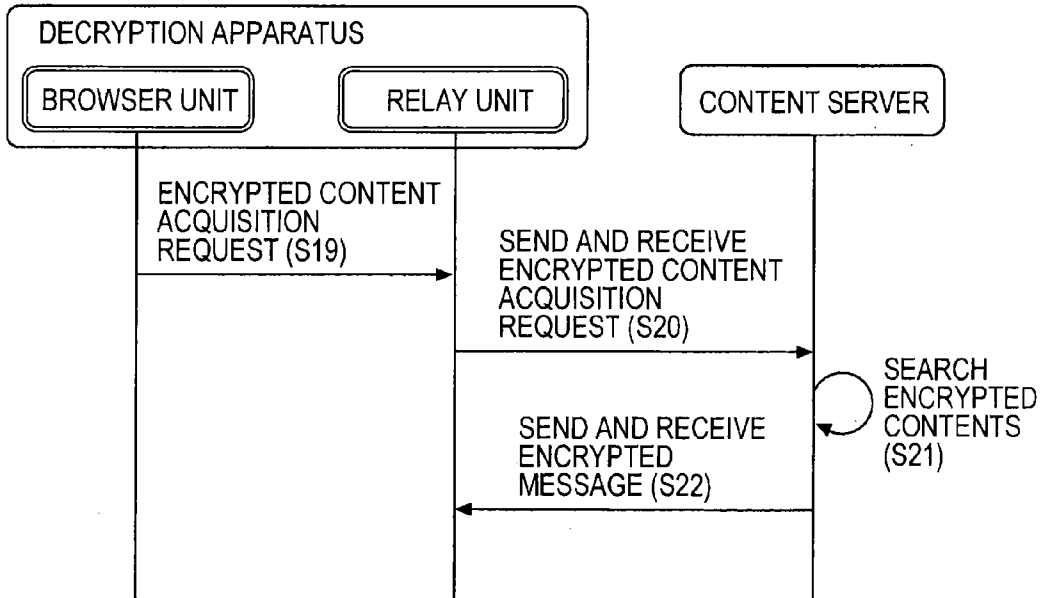 DECRYPTION APPARATUS
BROWSER UNIT
RELAY UNIT
CONTENT SERVER
ENCRYPTED CONTENT
ACQUISITION
REQUEST (S19)
SEND AND RECEIVE
ENCRYPTED CONTENT
ACQUISITION
REQUEST (S20)
SEARCH
ENCRYPTED
CONTENTS
(S21)
SEND AND RECEIVE
ENCRYPTED
MESSAGE (S22)